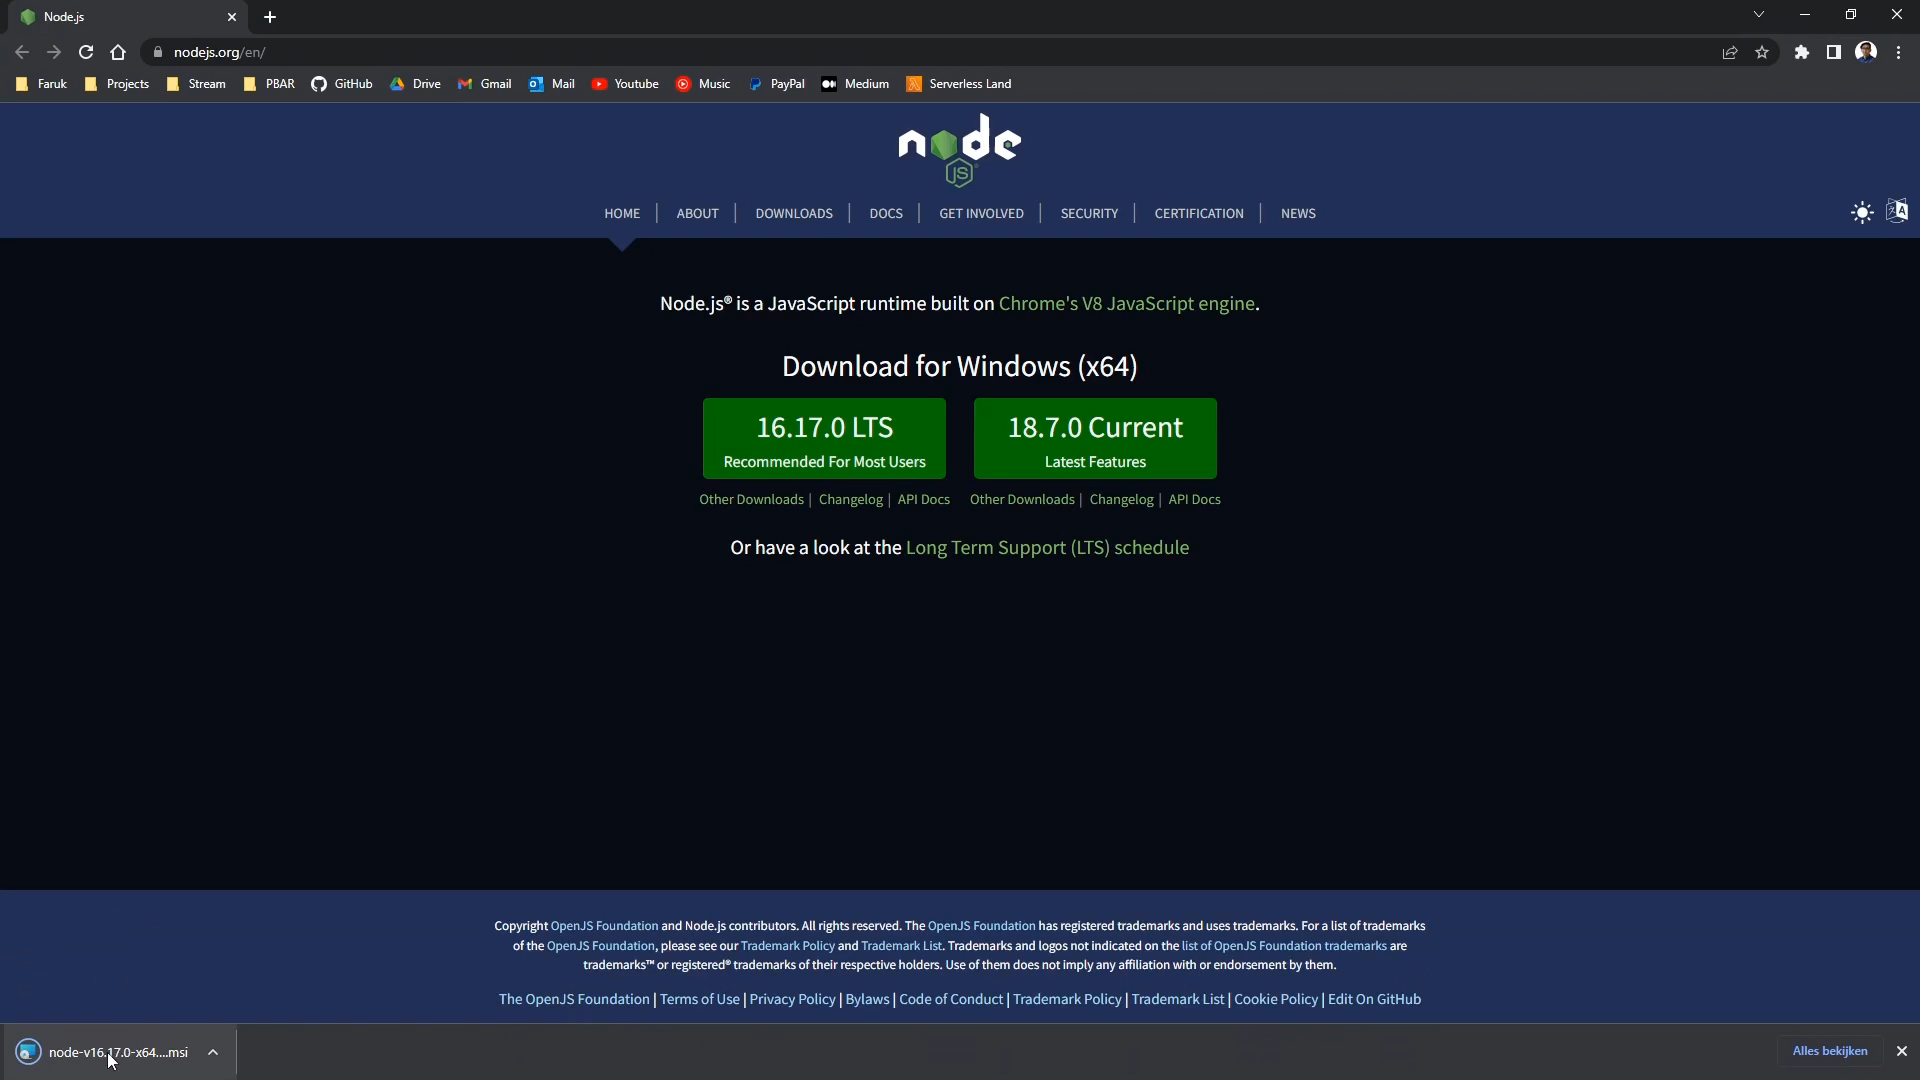 Node.js
nodejs.org/en/
Faruk Projects Stream PBAR GitHub Drive Gmail Mail Youtube Music PayPal Medium Serverless Land
node
JS
HOME | ABOUT | DOWNLOADS | DOCS | GET INVOLVED | SECURITY | CERTIFICATION | NEWS
Node.js® is a JavaScript runtime built on Chrome's V8 JavaScript engine.
Download for Windows (x64)
16.17.0 LTS
Recommended For Most Users
18.7.0 Current
Latest Features
Other Downloads | Changelog | API Docs
Other Downloads | Changelog | API Docs
Or have a look at the Long Term Support (LTS) schedule
Copyright OpenJS Foundation and Node.js contributors. All rights reserved. The OpenJS Foundation has registered trademarks and uses trademarks. For a list of trademarks
of the OpenJS Foundation, please see our Trademark Policy and Trademark List. Trademarks and logos not indicated on the list of OpenJS Foundation trademarks are
trademarks™ or registered® trademarks of their respective holders. Use of them does not imply any affiliation with or endorsement by them.
The OpenJS Foundation | Terms of Use | Privacy Policy | Bylaws | Code of Conduct | Trademark Policy | Trademark List | Cookie Policy | Edit On GitHub
node-v16.17.0-x64....msi
Alles bekijken